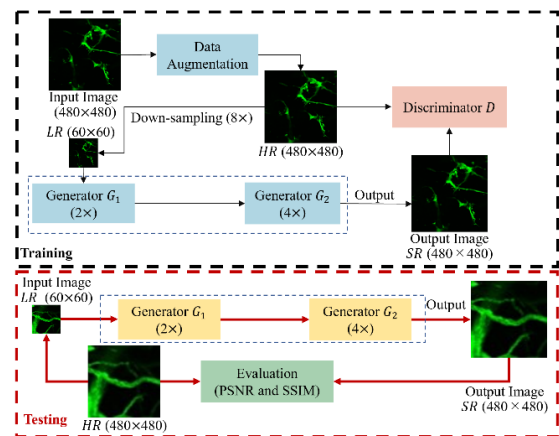 Data
Augmentation
Input Image
(480×480)
LR (60×60)
Down-sampling (8×)
HR (480×480)
Discriminator D
Generator G₁
(2×)
Generator G₂
(4×)
Output
Output Image
SR (480×480)
Training
Input Image
LR (60×60)
Generator G₁
(2×)
Generator G₂
(4×)
Output
Evaluation
(PSNR and SSIM)
HR (480×480)
Output Image
SR (480×480)
Testing